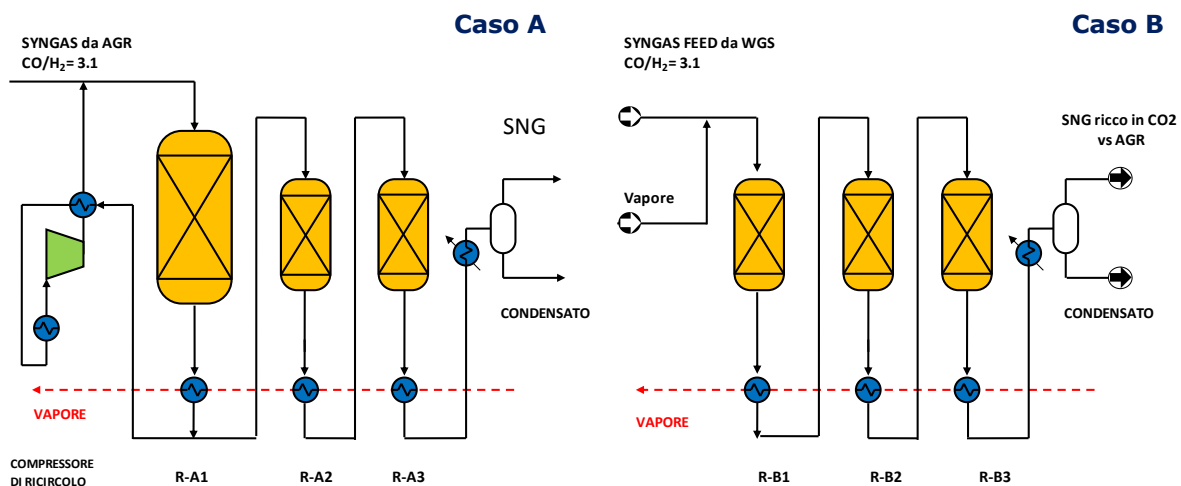 Caso A
SYNGAS da AGR
CO/H2= 3.1
SNG
CONDENSATO
VAPORE
COMPRESSORE
DI RICIRCOLO
R-A1
R-A2
R-A3
Caso B
SYNGAS FEED da WGS
CO/H2= 3.1
SNG ricco in CO2
vs AGR
Vapore
CONDENSATO
VAPORE
R-B1
R-B2
R-B3